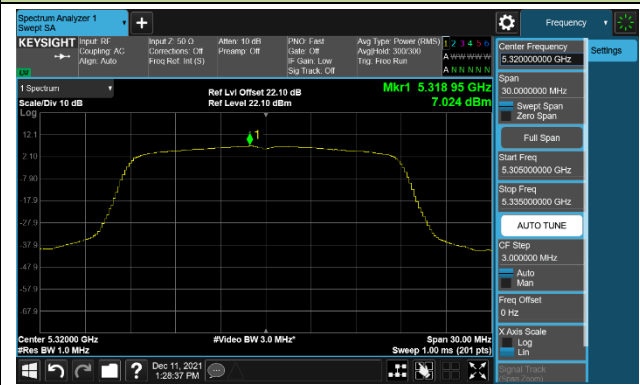 Spectrum Analyzer 1
Swept SA
+
Frequency
KEYSIGHT
Input: RF
Coupling: AC
Align: Auto
Input Z: 50 Ω
Corrections: Off
Freq Ref: Int (S)
Atten: 10 dB
Preamp: Off
PNO: Fast
Gate: Off
IF Gain: Low
Sig Track: Off
Avg Type: Power (RMS)
Avg|Hold: 300/300
Trig: Free Run
1 2 3 4 5 6
A W W W W W
A N N N N N
1 Spectrum
Scale/Div 10 dB
Log
Ref Lvl Offset 22.10 dB
Ref Level 22.10 dBm
Mkr1 5.318 95 GHz
7.024 dBm
1
12.1
2.10
-7.90
-17.9
-27.9
-37.9
-47.9
-57.9
-67.9
Center 5.32000 GHz
#Res BW 1.0 MHz
#Video BW 3.0 MHz*
Span 30.00 MHz
Sweep 1.00 ms (201 pts)
Center Frequency
5.320000000 GHz
Settings
Span
30.0000000 MHz
Swept Span
Zero Span
Full Span
Start Freq
5.305000000 GHz
Stop Freq
5.335000000 GHz
AUTO TUNE
CF Step
3.000000 MHz
Auto
Man
Freq Offset
0 Hz
X Axis Scale
Log
Lin
Signal Track
(Span Zoom)
?
Dec 11, 2021
1:28:37 PM